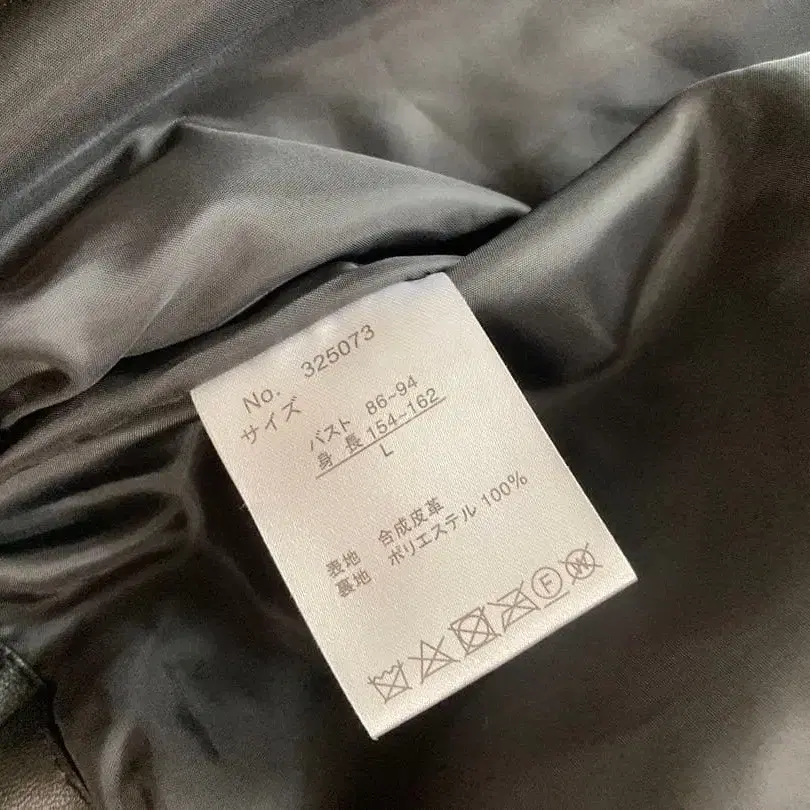 No. 325073
サイズ
バスト 86~94
身 長 154~162
L
表地 合成皮革
裏地 ポリエステル 100%
F W